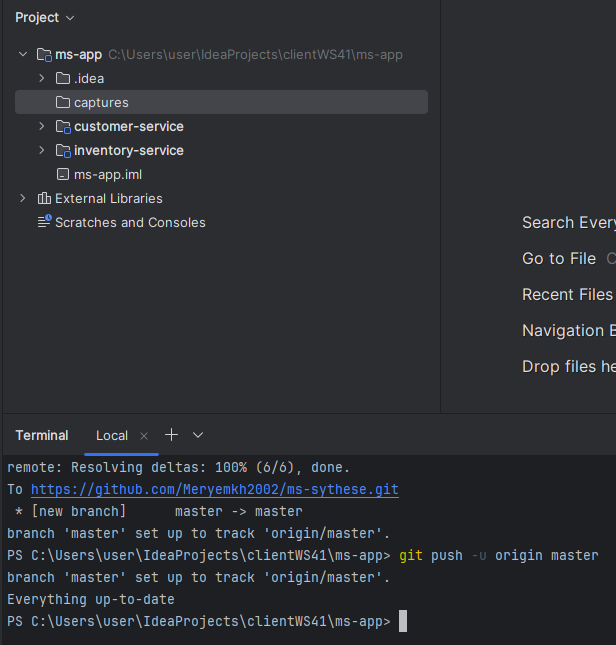 Project
ms-app C:\Users\user\IdeaProjects\clientWS41\ms-app
.idea
captures
customer-service
inventory-service
ms-app.iml
External Libraries
Scratches and Consoles
Search Every
Go to File
Recent Files
Navigation B
Drop files he
Terminal Local
remote: Resolving deltas: 100% (6/6), done.
To https://github.com/Meryemkh2002/ms-sythese.git
* [new branch] master -> master
branch 'master' set up to track 'origin/master'.
PS C:\Users\user\IdeaProjects\clientWS41\ms-app> git push -u origin master
branch 'master' set up to track 'origin/master'.
Everything up-to-date
PS C:\Users\user\IdeaProjects\clientWS41\ms-app>